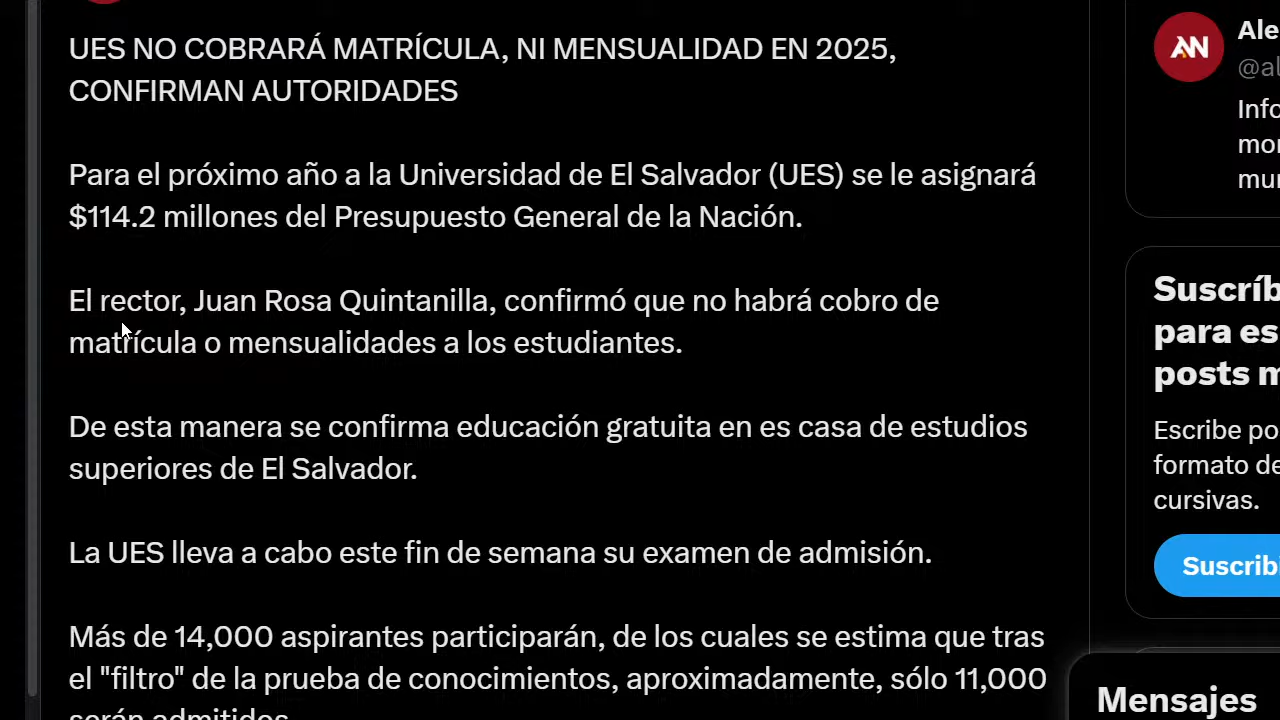 UES NO COBRARÁ MATRÍCULA, NI MENSUALIDAD EN 2025,
CONFIRMAN AUTORIDADES
Para el próximo año a la Universidad de El Salvador (UES) se le asignará
$114.2 millones del Presupuesto General de la Nación.
El rector, Juan Rosa Quintanilla, confirmó que no habrá cobro de
matrícula o mensualidades a los estudiantes.
De esta manera se confirma educación gratuita en es casa de estudios
superiores de El Salvador.
La UES lleva a cabo este fin de semana su examen de admisión.
Más de 14,000 aspirantes participarán, de los cuales se estima que tras
el "filtro" de la prueba de conocimientos, aproximadamente, sólo 11,000
serán admitidos.
AN
Ale
@al
Info
mor
mun
Suscríb
para es
posts m
Escribe po
formato de
cursivas.
Suscribi
Mensajes